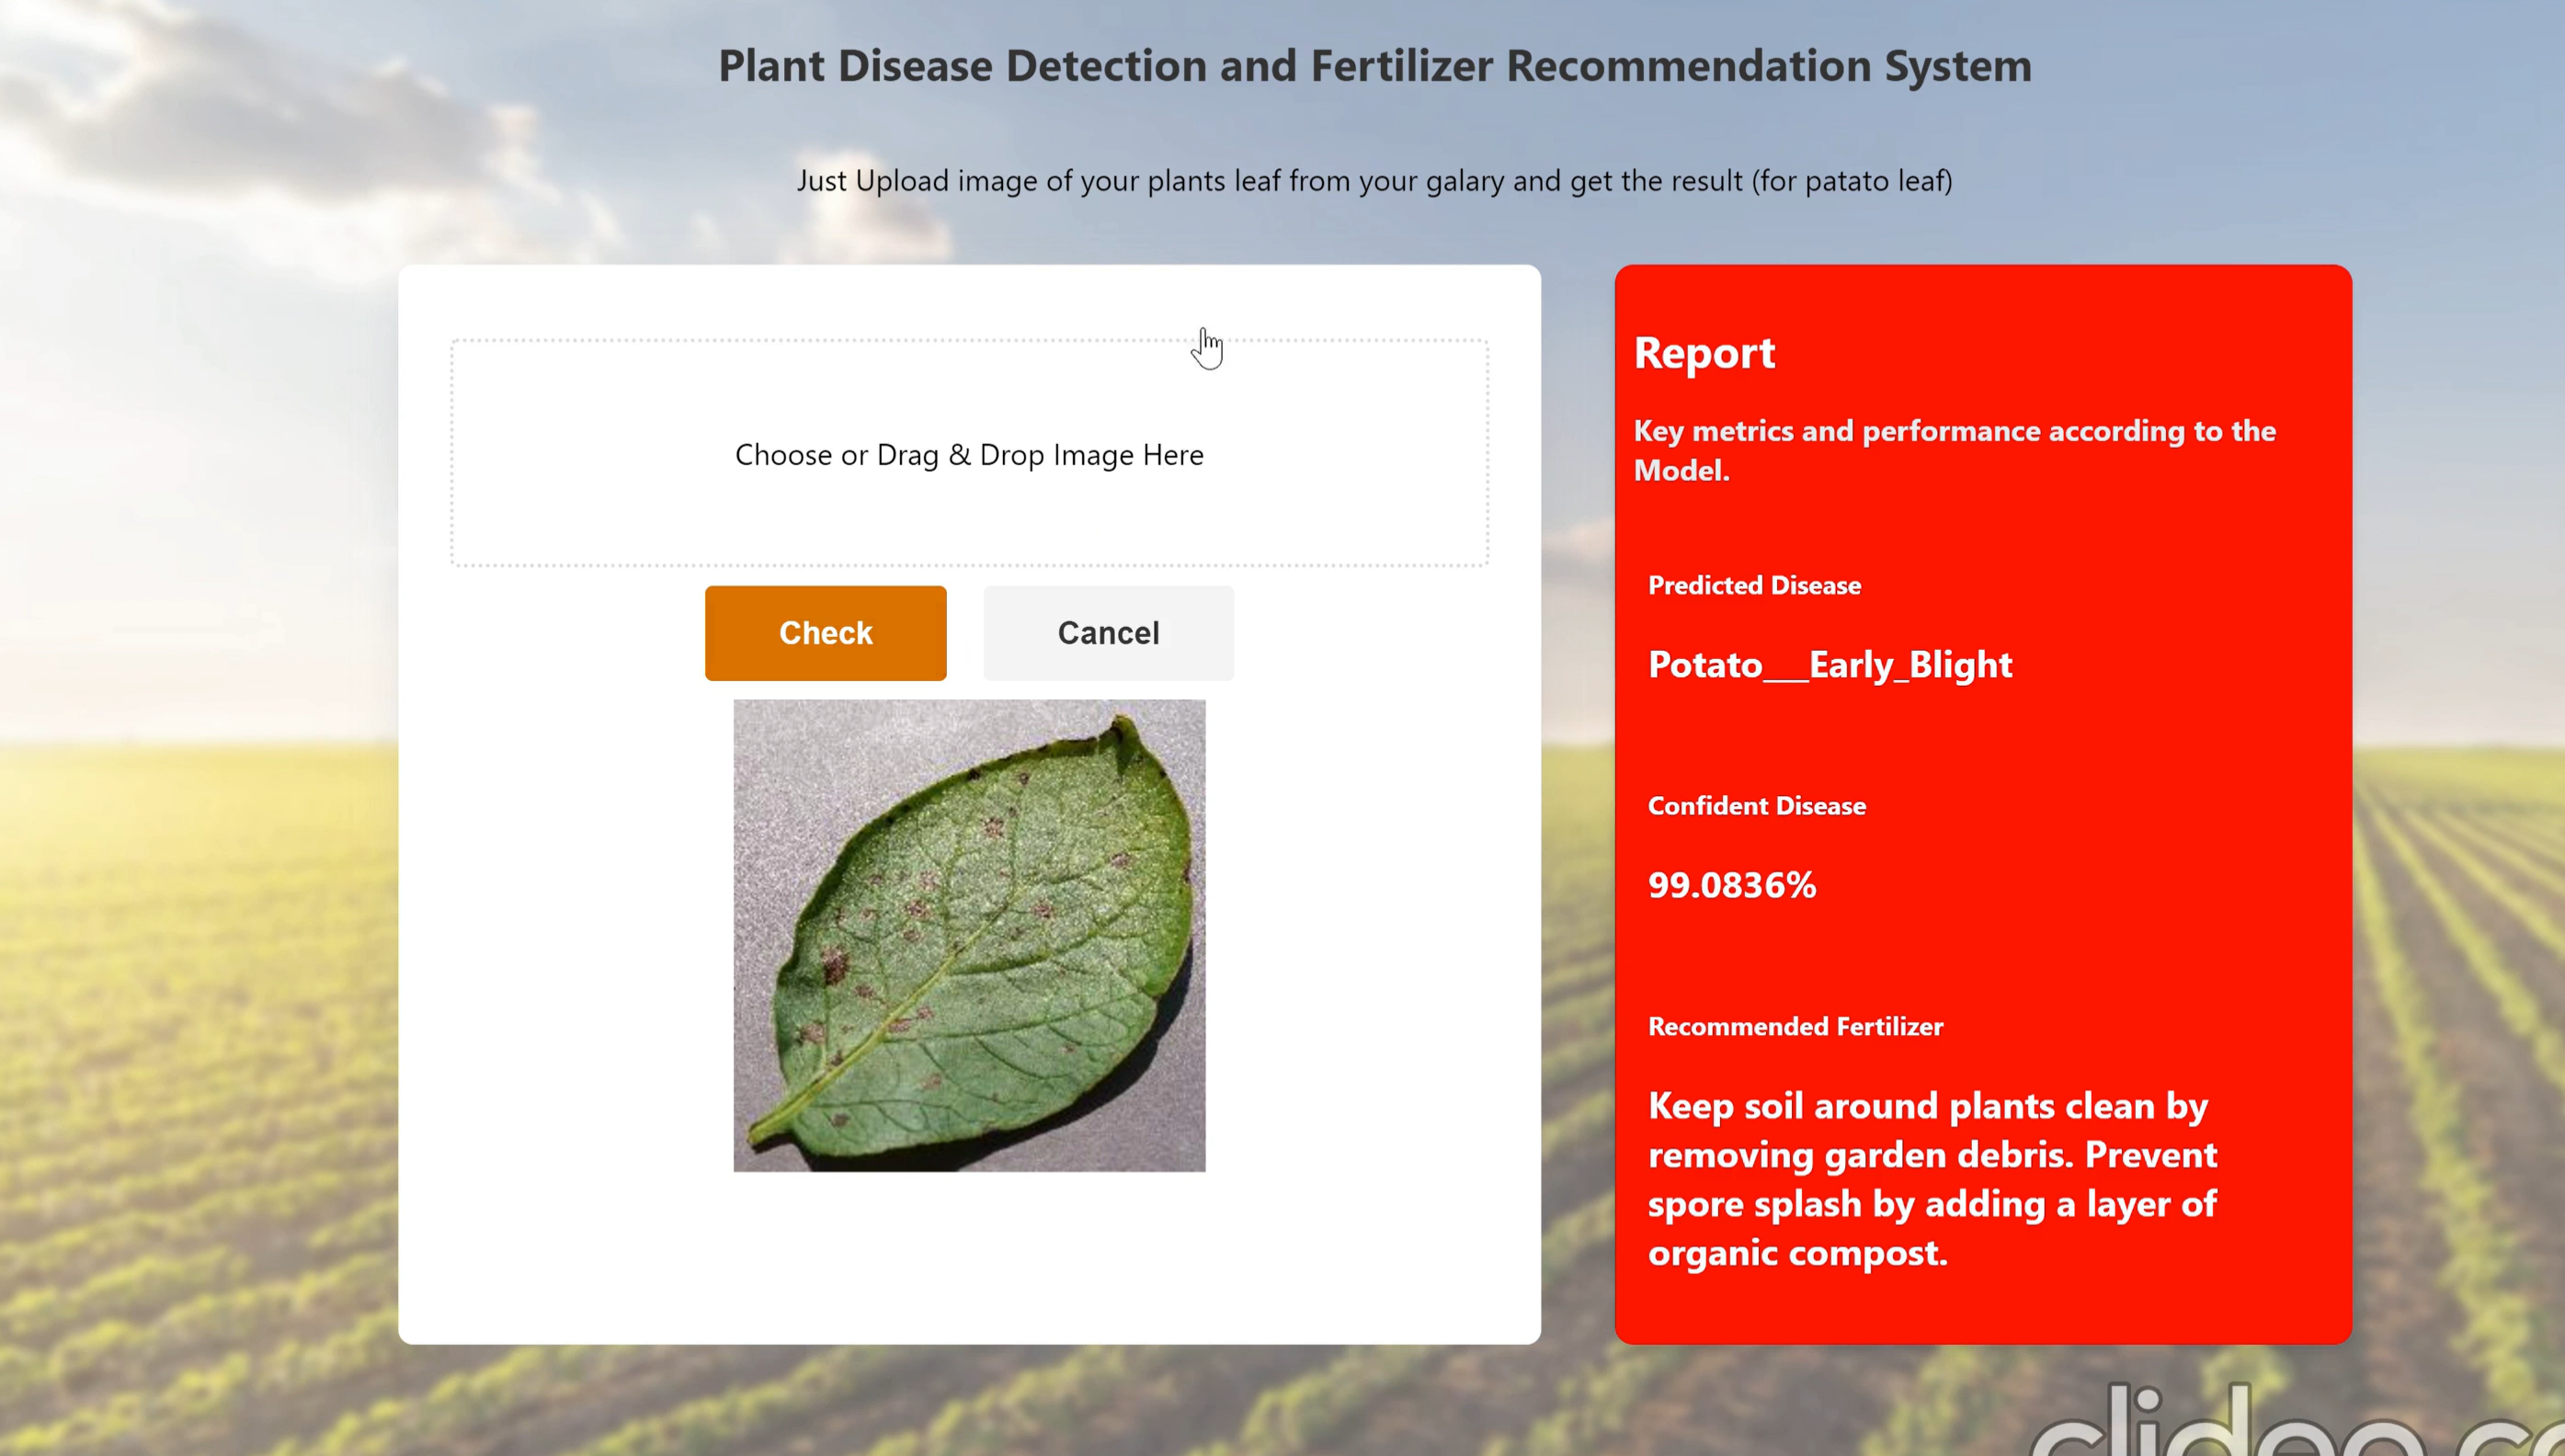 Plant Disease Detection and Fertilizer Recommendation System
Just Upload image of your plants leaf from your galary and get the result (for patato leaf)
Choose or Drag & Drop Image Here
Check
Cancel
Report
Key metrics and performance according to the
Model.
Predicted Disease
Potato___Early_Blight
Confident Disease
99.0836%
Recommended Fertilizer
Keep soil around plants clean by
removing garden debris. Prevent
spore splash by adding a layer of
organic compost.